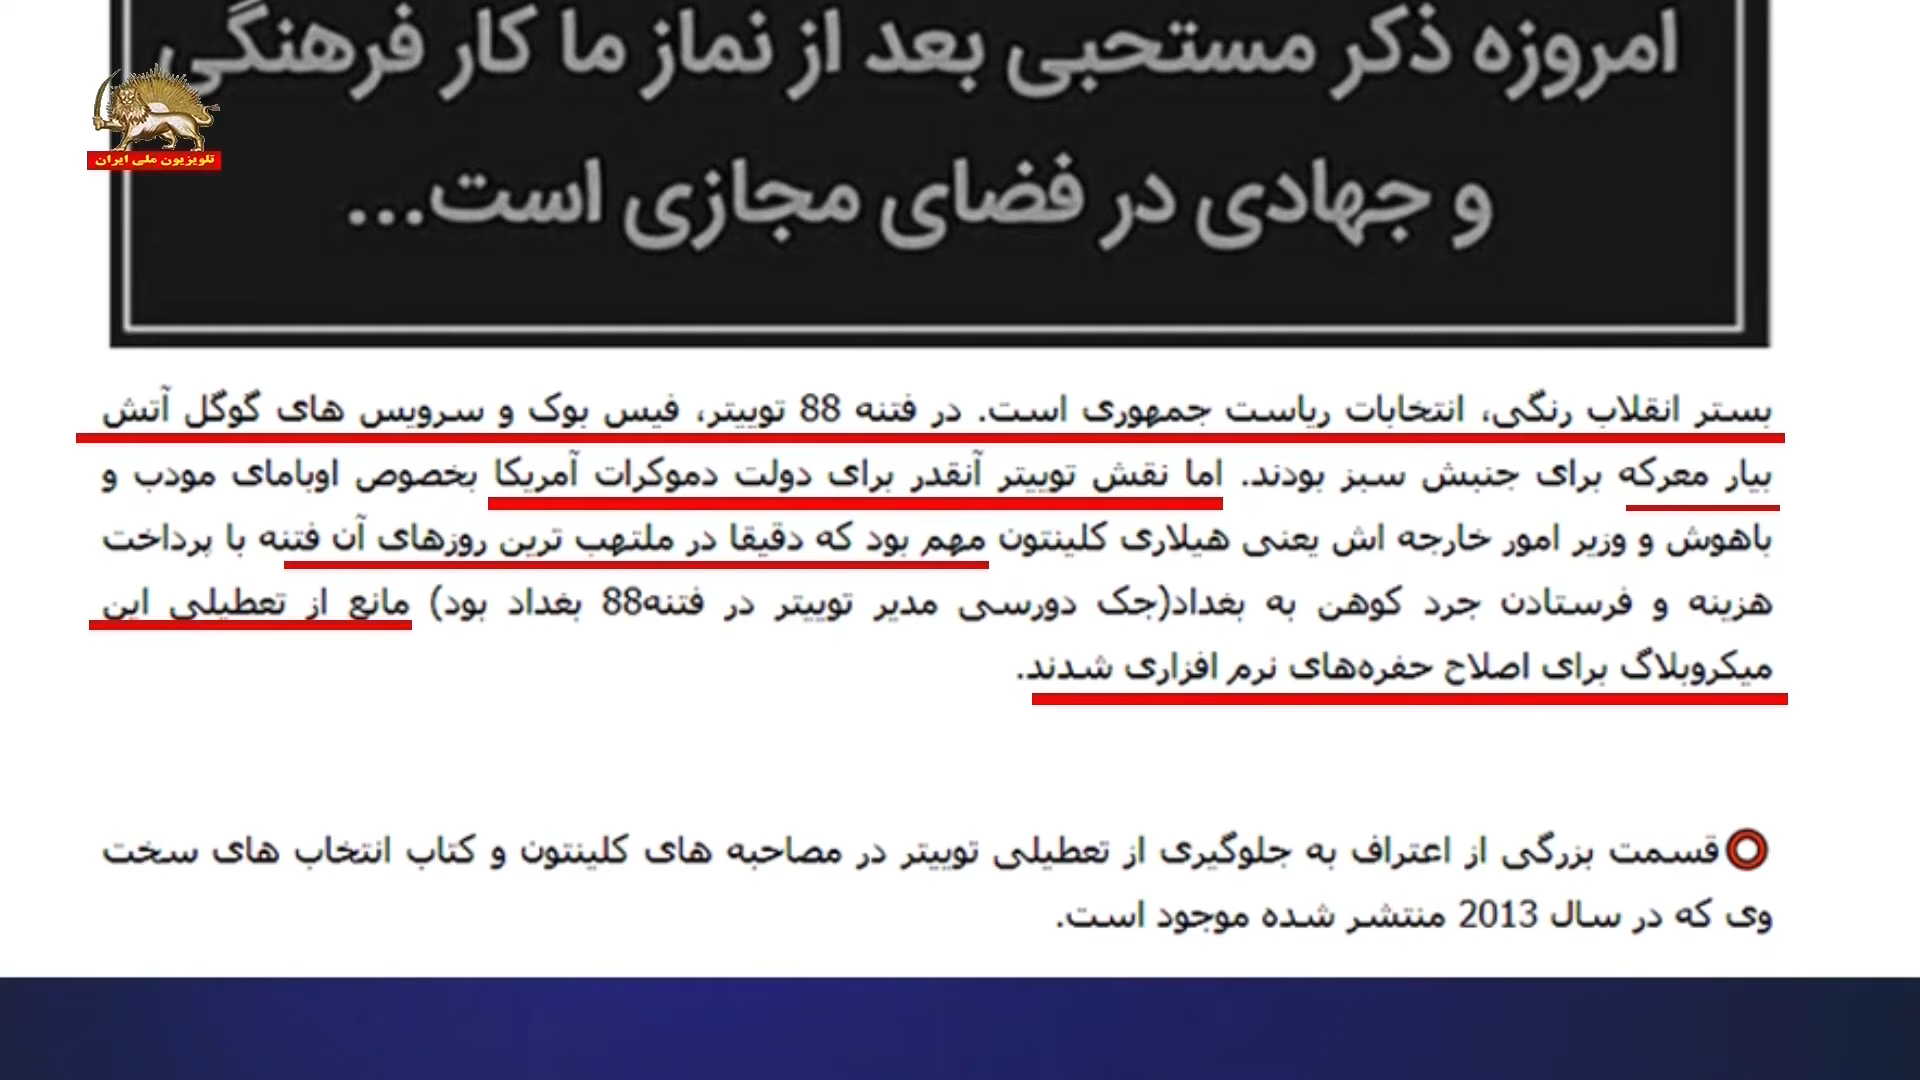 امروزه ذکر مستحبی بعد از نماز ما کار فرهنگی
و جهادی در فضای مجازی است...
تلویزیون ملی ایران
بستر انقلاب رنگی، انتخابات ریاست جمهوری است. در فتنه 88 توییتر، فیس بوک و سرویس های گوگل آتش
بیار معرکه برای جنبش سبز بودند. اما نقش توییتر آنقدر برای دولت دموکرات آمریکا بخصوص اوبامای مودب و
باهوش و وزیر امور خارجه اش یعنی هیلاری کلینتون مهم بود که دقیقا در ملتهب ترین روزهای آن فتنه با پرداخت
هزینه و فرستادن جرد کوهن به بغداد(جک دورسی مدیر توییتر در فتنه88 بغداد بود) مانع از تعطیلی این
میکروبلاگ برای اصلاح حفره‌های نرم افزاری شدند.
قسمت بزرگی از اعتراف به جلوگیری از تعطیلی توییتر در مصاحبه های کلینتون و کتاب انتخاب های سخت
وی که در سال 2013 منتشر شده موجود است.